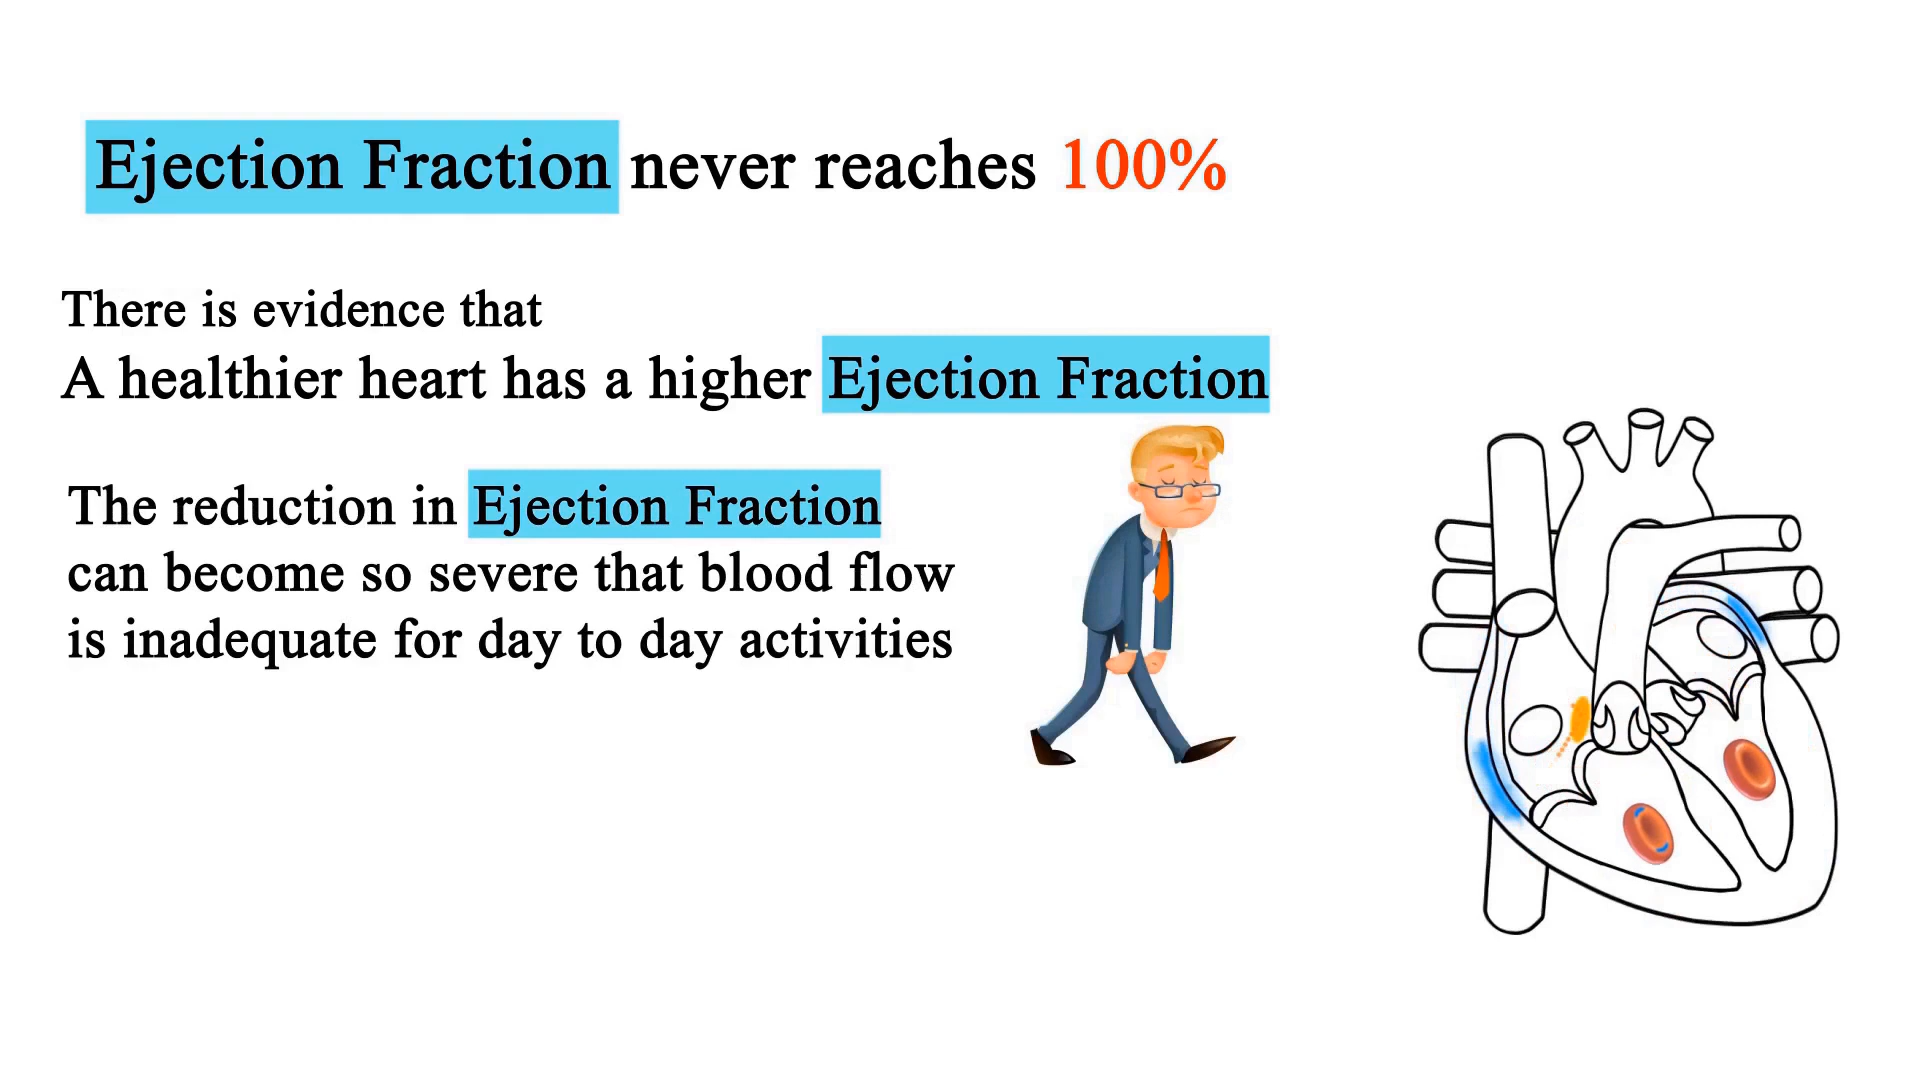 Ejection Fraction never reaches 100%
There is evidence that
A healthier heart has a higher Ejection Fraction
The reduction in Ejection Fraction
can become so severe that blood flow
is inadequate for day to day activities